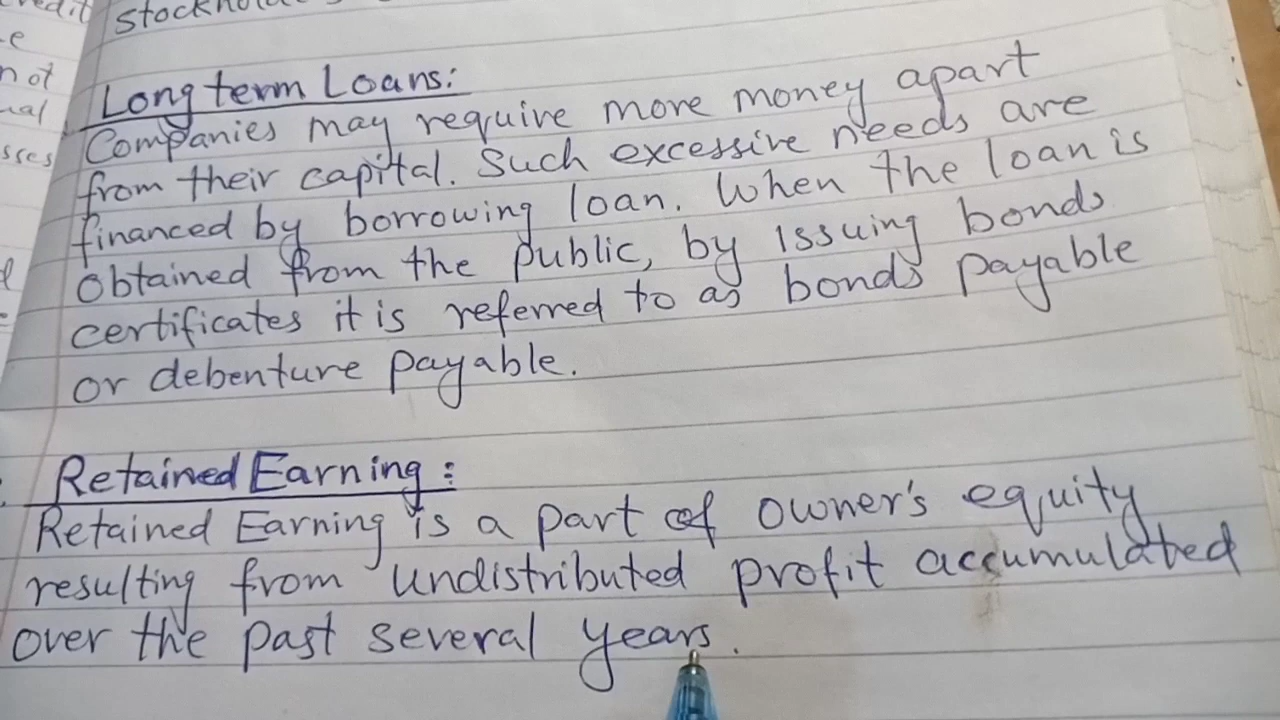 Long term Loans:
Companies may require more money apart
from their capital. Such excessive needs are
financed by borrowing loan. When the loan is
obtained from the public, by issuing bonds
certificates it is referred to as bonds payable
or debenture payable.
Retained Earning:
Retained Earning is a part of owner's equity
resulting from undistributed profit accumulated
over the past several years.